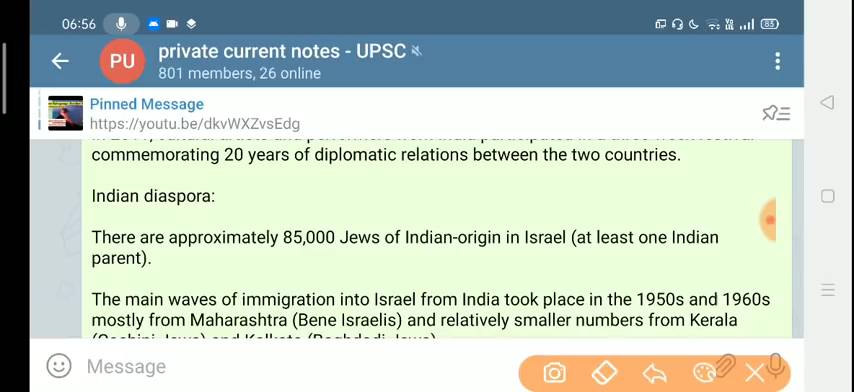 06:56
83
PU
private current notes - UPSC
801 members, 26 online
Pinned Message
https://youtu.be/dkvWXZvsEdg
commemorating 20 years of diplomatic relations between the two countries.
Indian diaspora:
There are approximately 85,000 Jews of Indian-origin in Israel (at least one Indian
parent).
The main waves of immigration into Israel from India took place in the 1950s and 1960s
mostly from Maharashtra (Bene Israelis) and relatively smaller numbers from Kerala
Message